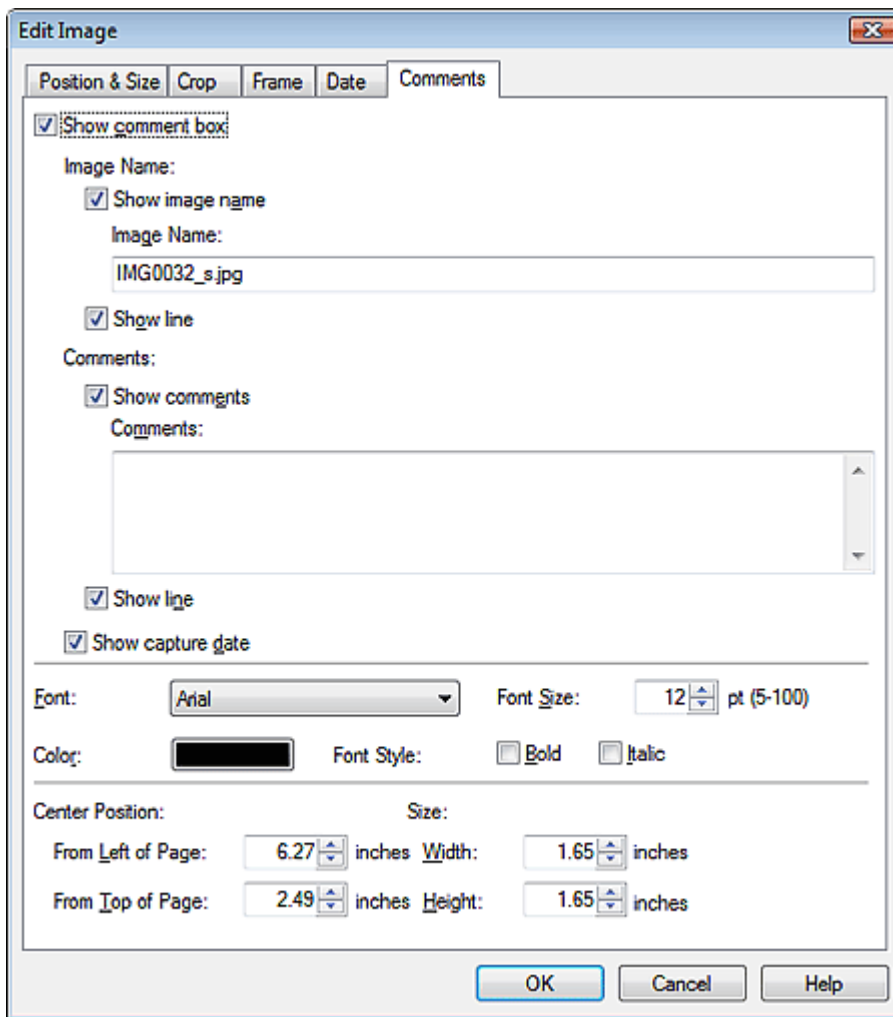 Edit Image
Position & Size Crop Frame Date Comments
Show comment box
Image Name:
Show image name
Image Name:
IMG0032_s.jpg
Show line
Comments:
Show comments
Comments:
Show line
Show capture date
Font: Arial Font Size: 12 pt (5-100)
Color: Font Style: Bold Italic
Center Position: Size:
From Left of Page: 6.27 inches Width: 1.65 inches
From Top of Page: 2.49 inches Height: 1.65 inches
OK Cancel Help